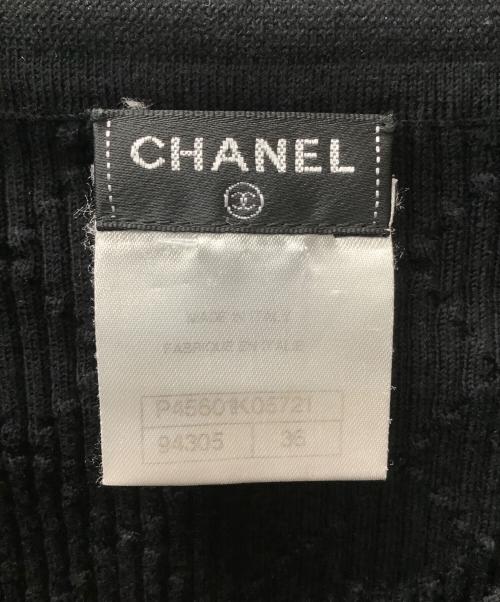 CHANEL
MADE IN ITALY
FABRIQUE EN ITALIE
P45601K05721
94305 36